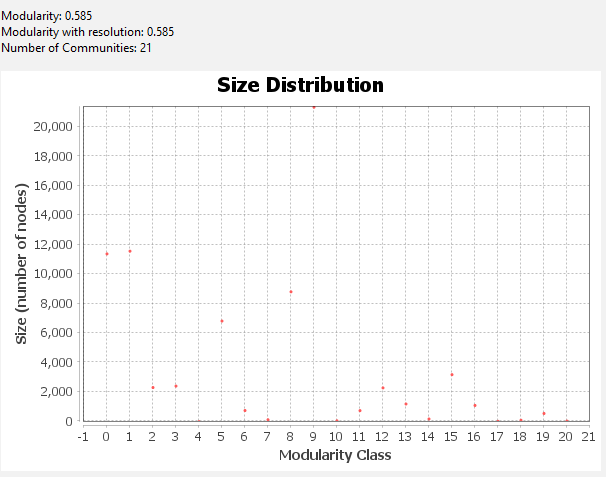 Modularity: 0.585
Modularity with resolution: 0.585
Number of Communities: 21
Size Distribution
20,000
18,000
16,000
14,000
12,000
10,000
8,000
6,000
4,000
2,000
0
Size (number of nodes)
-1 0 1 2 3 4 5 6 7 8 9 10 11 12 13 14 15 16 17 18 19 20 21
Modularity Class